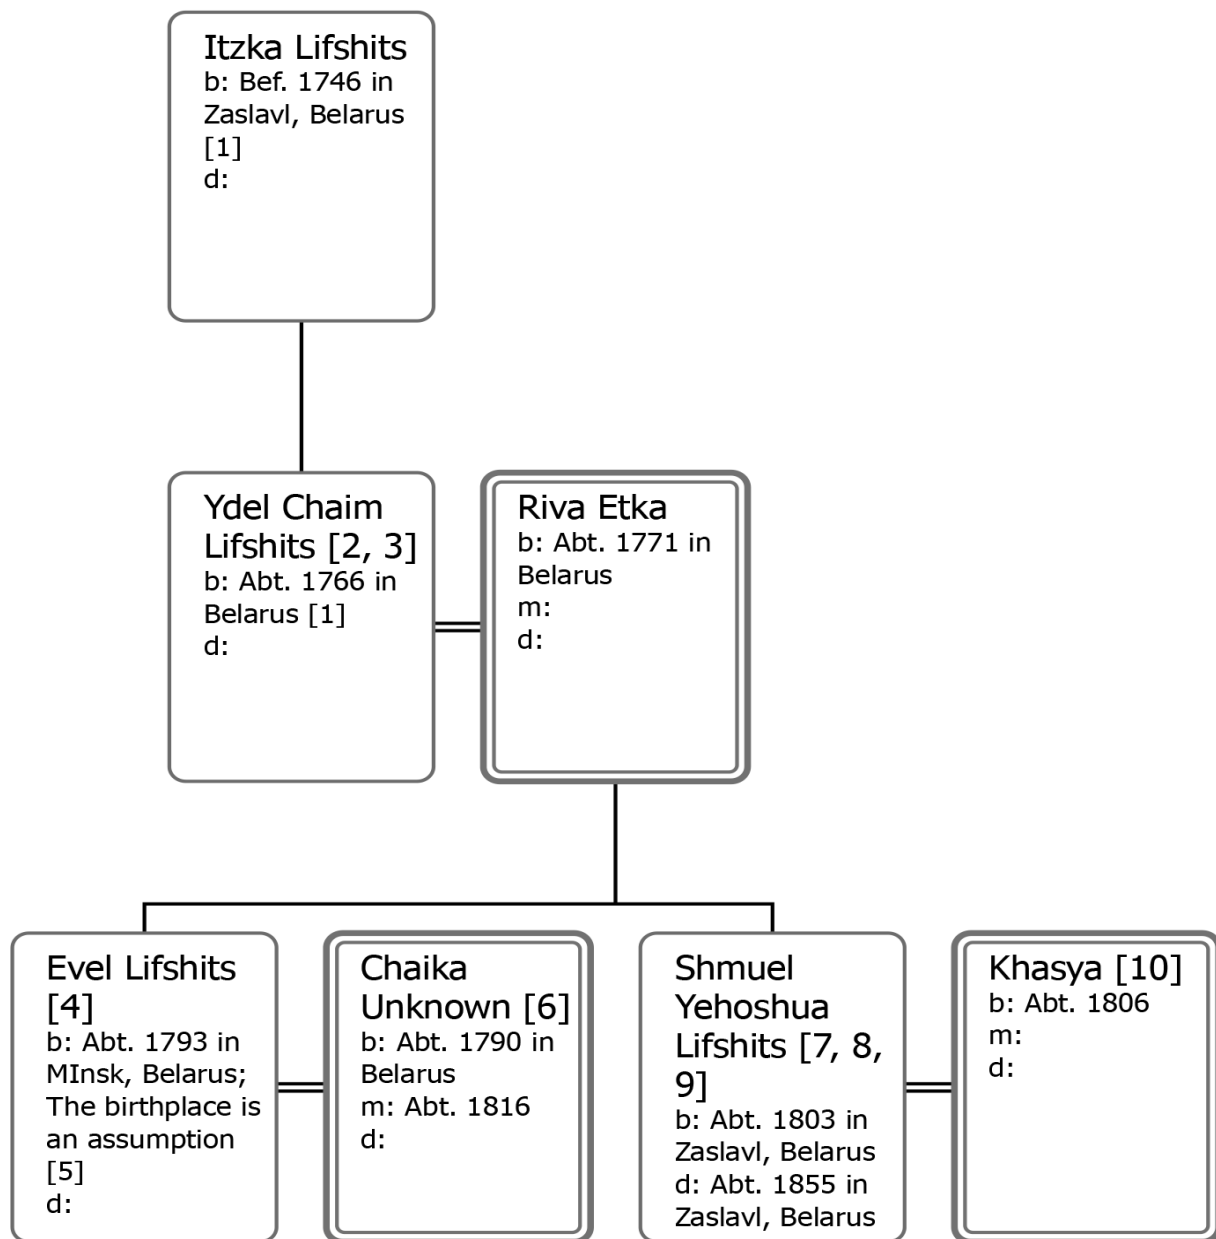 Itzka Lifshits
b: Bef. 1746 in
Zaslavl, Belarus
[1]
d:
Ydel Chaim
Lifshits [2, 3]
b: Abt. 1766 in
Belarus [1]
d:
Riva Etka
b: Abt. 1771 in
Belarus
m:
d:
Evel Lifshits
[4]
b: Abt. 1793 in
MInsk, Belarus;
The birthplace is
an assumption
[5]
d:
Chaika
Unknown [6]
b: Abt. 1790 in
Belarus
m: Abt. 1816
d:
Shmuel
Yehoshua
Lifshits [7, 8,
9]
b: Abt. 1803 in
Zaslavl, Belarus
d: Abt. 1855 in
Zaslavl, Belarus
Khasya [10]
b: Abt. 1806
m:
d: